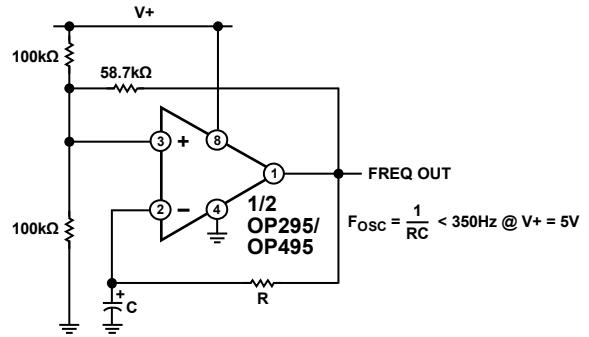 V+
100kΩ
58.7kΩ
3
+
8
1
FREQ OUT
2
−
4
1/2
OP295/
OP495
100kΩ
F_OSC = 1/RC < 350Hz @ V+ = 5V
+
C
R